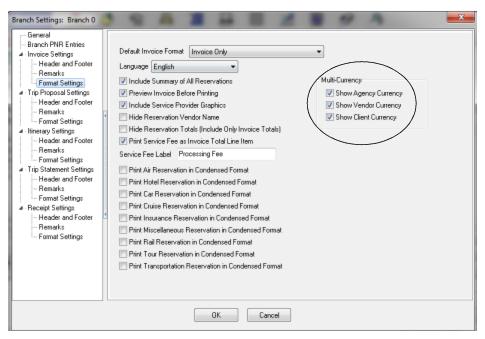 Branch Settings: Branch 0
General
Branch PNR Entries
Invoice Settings
Header and Footer
Remarks
Format Settings
Trip Proposal Settings
Header and Footer
Remarks
Format Settings
Itinerary Settings
Header and Footer
Remarks
Format Settings
Trip Statement Settings
Header and Footer
Remarks
Format Settings
Receipt Settings
Header and Footer
Remarks
Format Settings
Default Invoice Format Invoice Only
Language English
Include Summary of All Reservations
Preview Invoice Before Printing
Include Service Provider Graphics
Hide Reservation Vendor Name
Hide Reservation Totals (Include Only Invoice Totals)
Print Service Fee as Invoice Total Line Item
Service Fee Label Processing Fee
Print Air Reservation in Condensed Format
Print Hotel Reservation in Condensed Format
Print Car Reservation in Condensed Format
Print Cruise Reservation in Condensed Format
Print Insurance Reservation in Condensed Format
Print Miscellaneous Reservation in Condensed Format
Print Rail Reservation in Condensed Format
Print Tour Reservation in Condensed Format
Print Transportation Reservation in Condensed Format
Multi-Currency
Show Agency Currency
Show Vendor Currency
Show Client Currency
OK Cancel